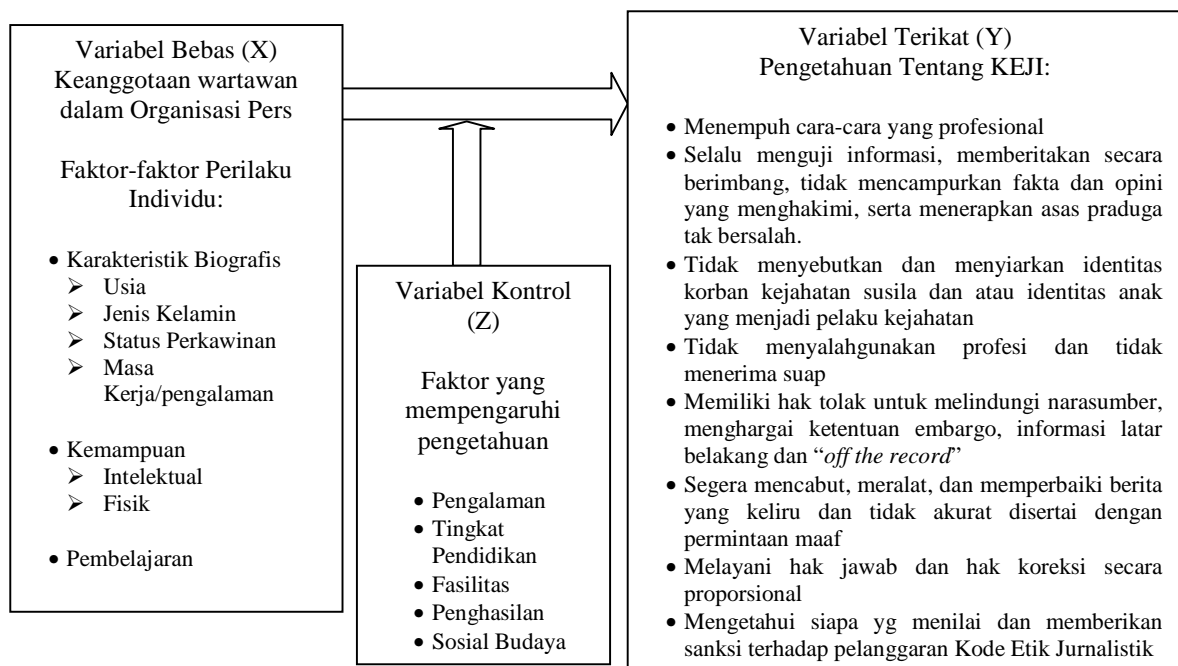 Variabel Bebas (X)
Keanggotaan wartawan
dalam Organisasi Pers
Faktor-faktor Perilaku
Individu:
• Karakteristik Biografis
➢ Usia
➢ Jenis Kelamin
➢ Status Perkawinan
➢ Masa
Kerja/pengalaman
• Kemampuan
➢ Intelektual
➢ Fisik
• Pembelajaran
Variabel Kontrol
(Z)
Faktor yang
mempengaruhi
pengetahuan
• Pengalaman
• Tingkat
Pendidikan
• Fasilitas
• Penghasilan
• Sosial Budaya
Variabel Terikat (Y)
Pengetahuan Tentang KEJI:
• Menempuh cara-cara yang profesional
• Selalu menguji informasi, memberitakan secara
berimbang, tidak mencampurkan fakta dan opini
yang menghakimi, serta menerapkan asas praduga
tak bersalah.
• Tidak menyebutkan dan menyiarkan identitas
korban kejahatan susila dan atau identitas anak
yang menjadi pelaku kejahatan
• Tidak menyalahgunakan profesi dan tidak
menerima suap
• Memiliki hak tolak untuk melindungi narasumber,
menghargai ketentuan embargo, informasi latar
belakang dan “off the record”
• Segera mencabut, meralat, dan memperbaiki berita
yang keliru dan tidak akurat disertai dengan
permintaan maaf
• Melayani hak jawab dan hak koreksi secara
proporsional
• Mengetahui siapa yg menilai dan memberikan
sanksi terhadap pelanggaran Kode Etik Jurnalistik